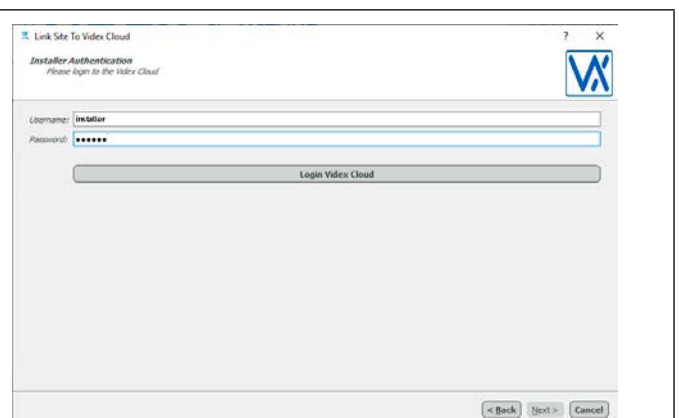 Link Site To Videx Cloud ? X
Installer Authentication
Please login to the Videx Cloud
Username: installer
Password: ••••••
Login Videx Cloud
< Back Next > Cancel